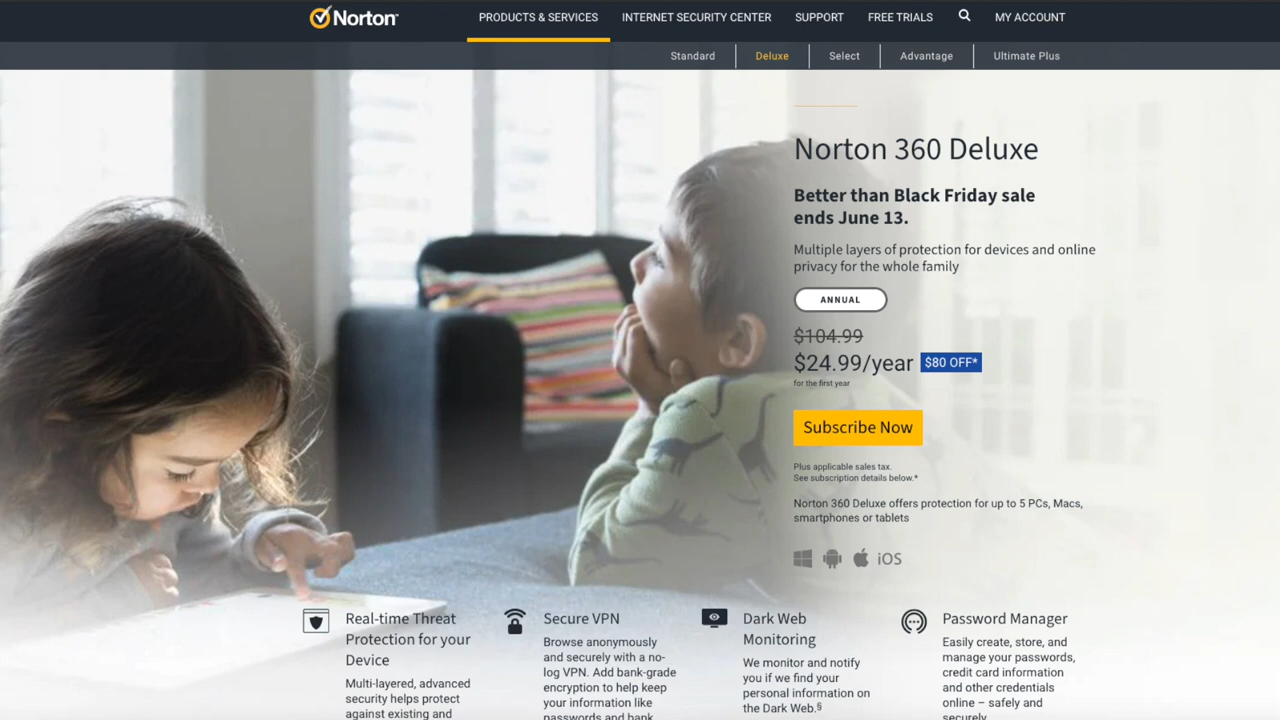 Norton
PRODUCTS & SERVICES
INTERNET SECURITY CENTER
SUPPORT
FREE TRIALS
MY ACCOUNT
Standard
Deluxe
Select
Advantage
Ultimate Plus
Norton 360 Deluxe
Better than Black Friday sale
ends June 13.
Multiple layers of protection for devices and online
privacy for the whole family
ANNUAL
$104.99
$24.99/year $80 OFF*
for the first year
Subscribe Now
Plus applicable sales tax.
See subscription details below.*
Norton 360 Deluxe offers protection for up to 5 PCs, Macs,
smartphones or tablets
iOS
Real-time Threat
Protection for your
Device
Multi-layered, advanced
security helps protect
against existing and
Secure VPN
Browse anonymously
and securely with a no-
log VPN. Add bank-grade
encryption to help keep
your information like
passwords and bank
Dark Web
Monitoring
We monitor and notify
you if we find your
personal information on
the Dark Web.§
Password Manager
Easily create, store, and
manage your passwords,
credit card information
and other credentials
online – safely and
securely.